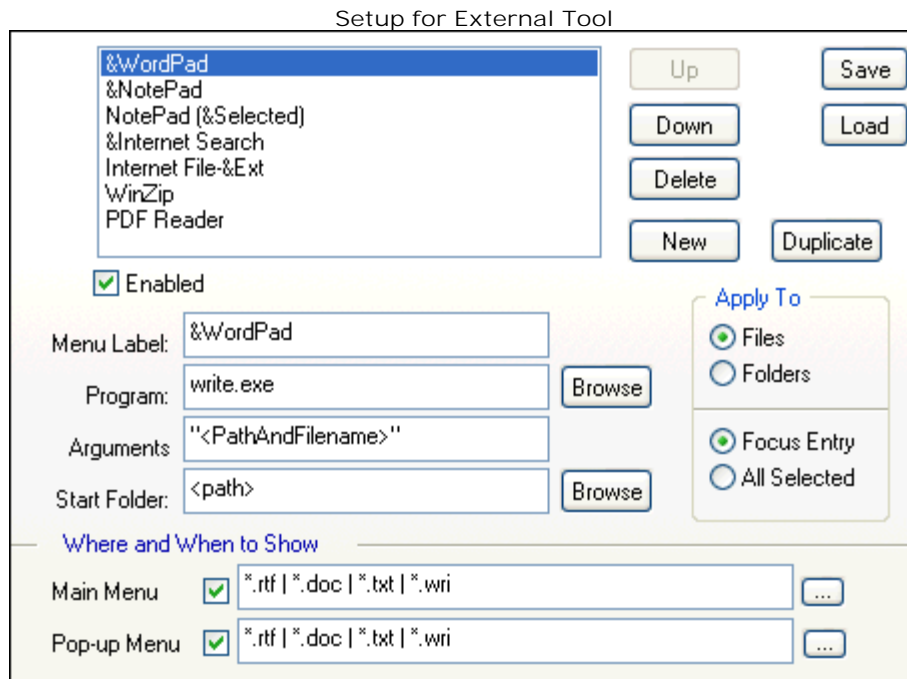 Setup for External Tool
&WordPad
&NotePad
NotePad (&Selected)
&Internet Search
Internet File-&Ext
WinZip
PDF Reader
Up
Save
Down
Load
Delete
New
Duplicate
Enabled
Apply To
Files
Folders
Focus Entry
All Selected
Menu Label:
&WordPad
Program:
write.exe
Browse
Arguments
"<PathAndFilename>"
Start Folder:
<path>
Browse
Where and When to Show
Main Menu
*.rtf | *.doc | *.txt | *.wri
...
Pop-up Menu
*.rtf | *.doc | *.txt | *.wri
...